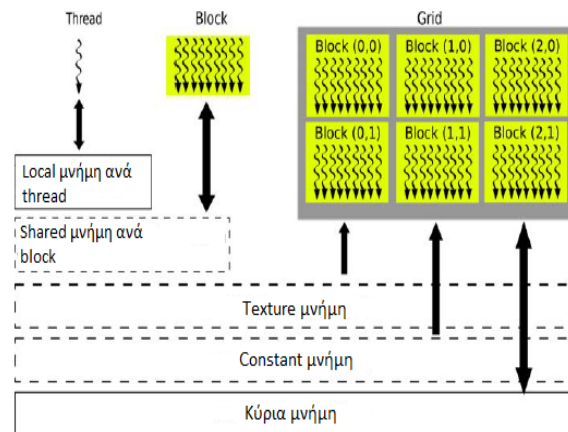 Thread
Block
Grid
Block (0,0)
Block (1,0)
Block (2,0)
Block (0,1)
Block (1,1)
Block (2,1)
Local μνήμη ανά
thread
Shared μνήμη ανά
block
Texture μνήμη
Constant μνήμη
Κύρια μνήμη